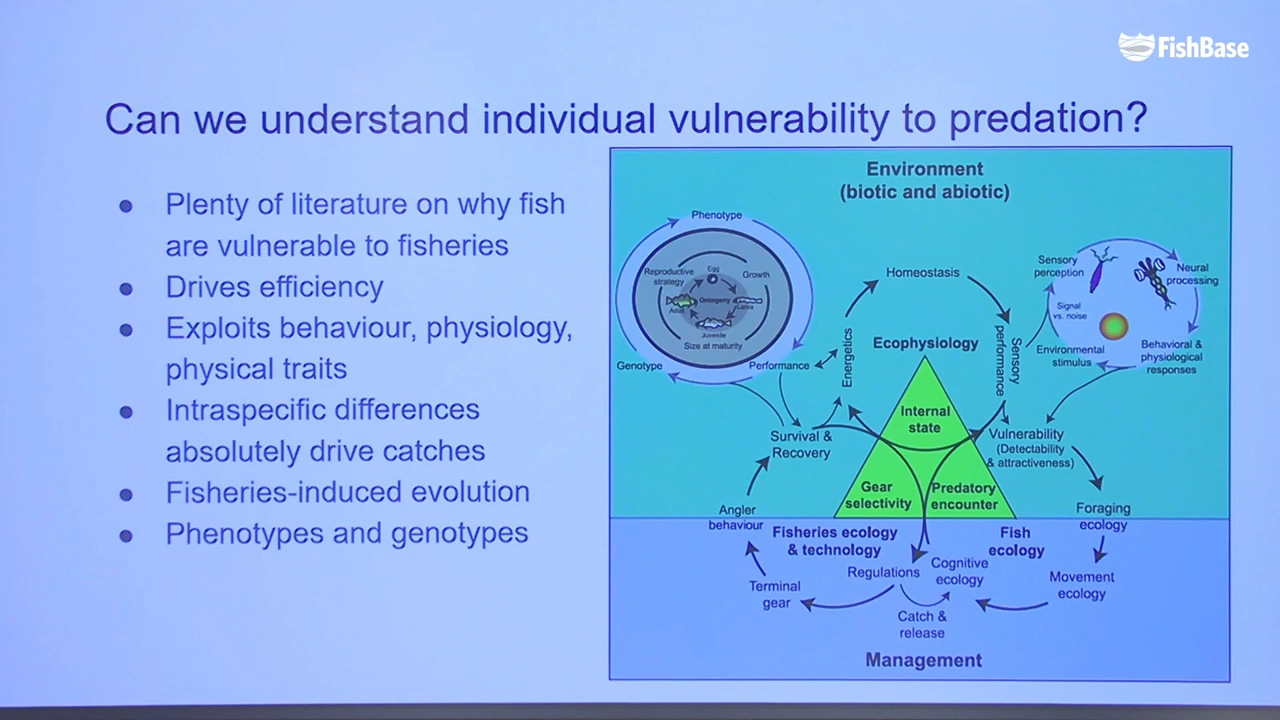 FishBase
Can we understand individual vulnerability to predation?
Plenty of literature on why fish
are vulnerable to fisheries
Drives efficiency
Exploits behaviour, physiology,
physical traits
Intraspecific differences
absolutely drive catches
Fisheries-induced evolution
Phenotypes and genotypes
Environment
(biotic and abiotic)
Phenotype
Reproductive
strategy
Egg
Growth
Ontogeny
Adult
Larva
Juvenile
Size at maturity
Genotype
Performance
Energetics
Homeostasis
Sensory
performance
Sensory
perception
Neural
processing
Signal
vs. noise
Environmental
stimulus
Behavioral &
physiological
responses
Ecophysiology
Internal
state
Gear
selectivity
Predatory
encounter
Survival &
Recovery
Vulnerability
(Detectability
& attractiveness)
Angler
behaviour
Fisheries ecology
& technology
Fish
ecology
Foraging
ecology
Regulations
Cognitive
ecology
Movement
ecology
Terminal
gear
Catch &
release
Management